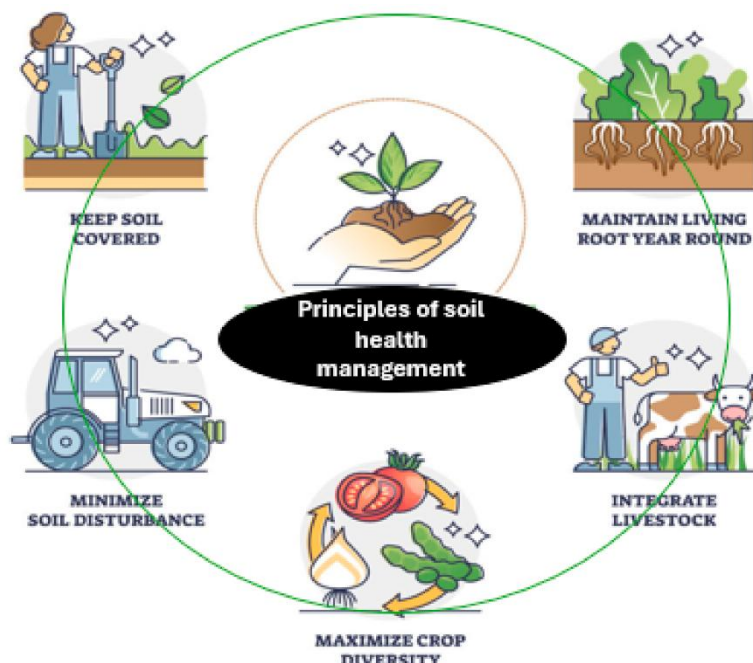 KEEP SOIL
COVERED
MAINTAIN LIVING
ROOT YEAR ROUND
Principles of soil
health
management
MINIMIZE
SOIL DISTURBANCE
INTEGRATE
LIVESTOCK
MAXIMIZE CROP
DIVERSITY